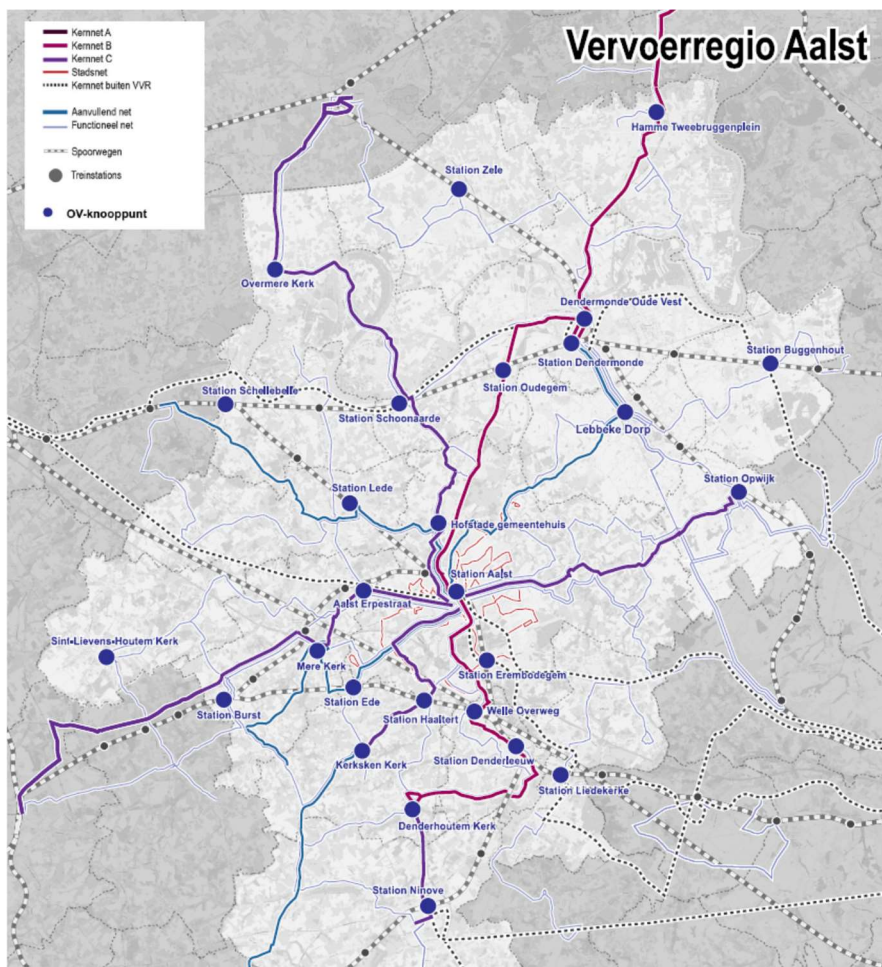 Vervoerregio Aalst
Kernnet A
Kernnet B
Kernnet C
Stadsnet
Kernnet buiten VVR
Aanvullend net
Functioneel net
Spoorwegen
Treinstations
OV-knooppunt
Hamme Tweebruggenplein
Station Zele
Overmere Kerk
Dendermonde Oude Vest
Station Dendermonde
Station Buggenhout
Station Oudegem
Station Schellebelle
Station Schoonaarde
Lebbeke Dorp
Station Lede
Station Opwijk
Hofstade gemeentehuis
Station Aalst
Aalst Erpestraat
Sint-Lievens-Houtem Kerk
Mere Kerk
Station Erembodegem
Station Ede
Station Burst
Station Haaltert
Welle Overweg
Kerksken Kerk
Station Denderleeuw
Station Liedekerke
Denderhoutem Kerk
Station Ninove